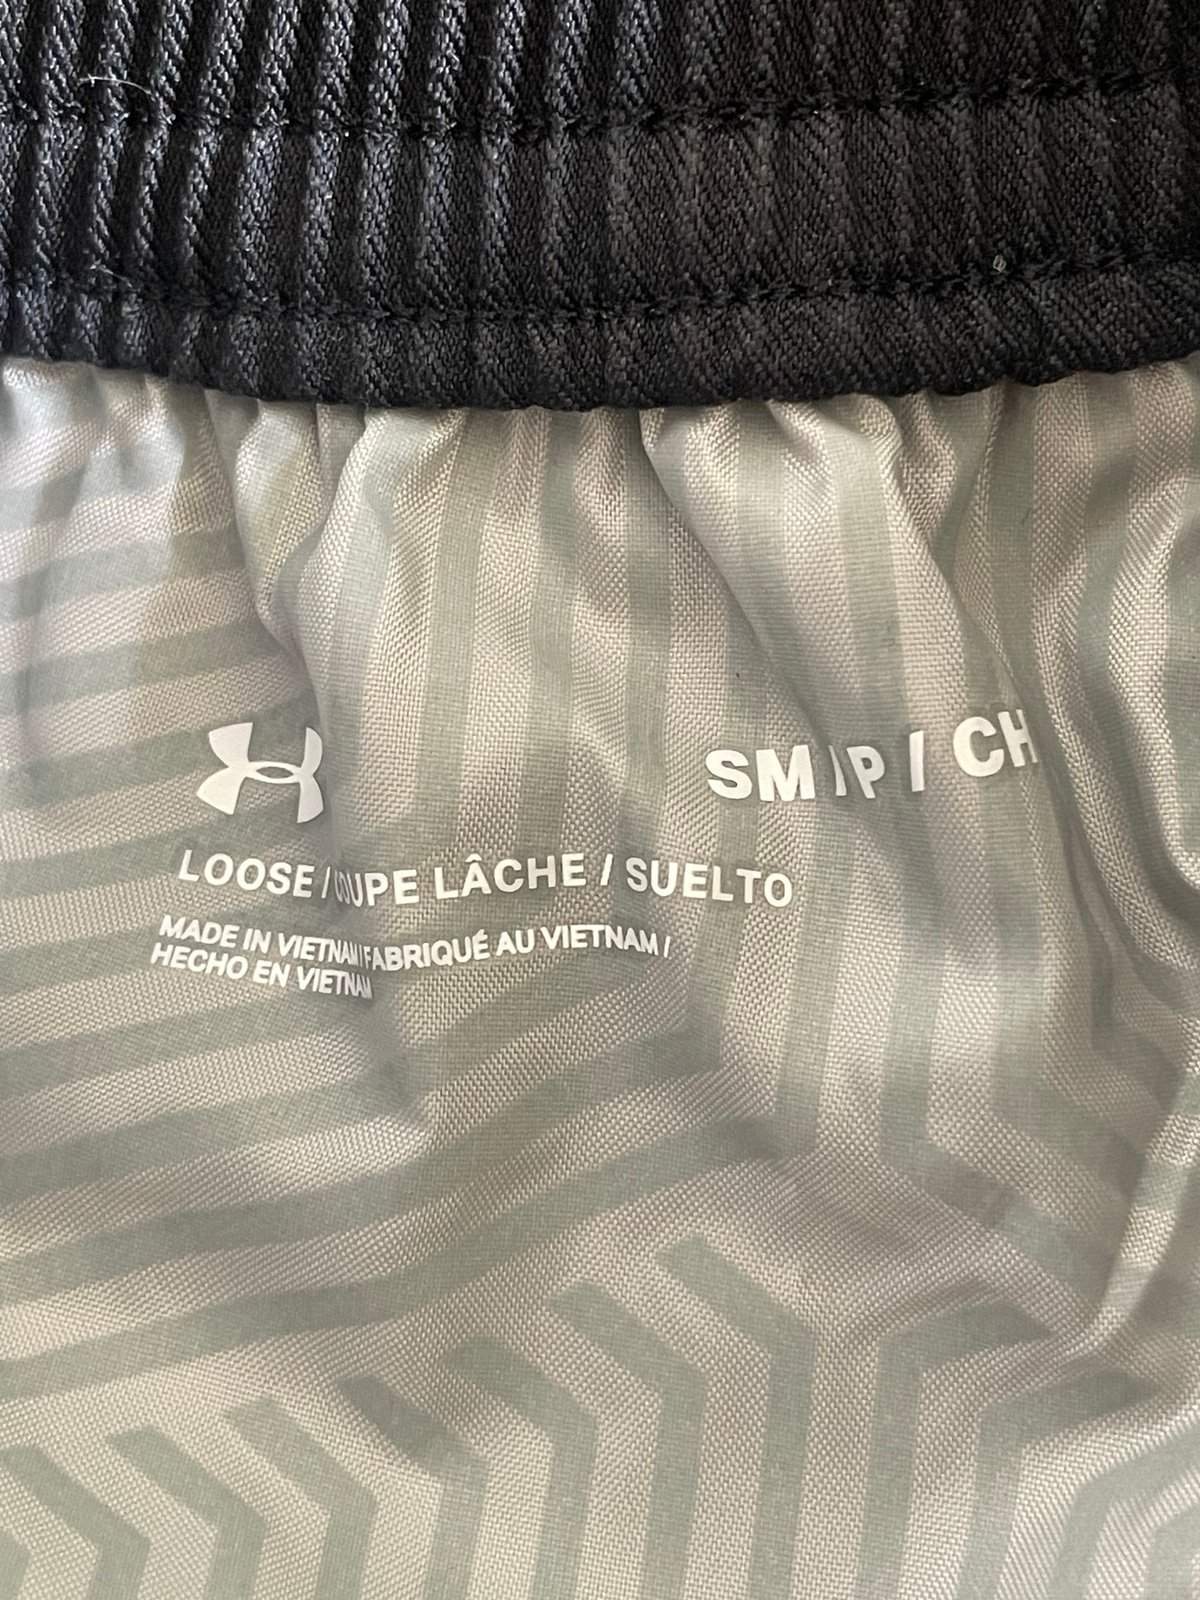 SM / P / CH
LOOSE / COUPE LÂCHE / SUELTO
MADE IN VIETNAM / FABRIQUÉ AU VIETNAM /
HECHO EN VIETNAM